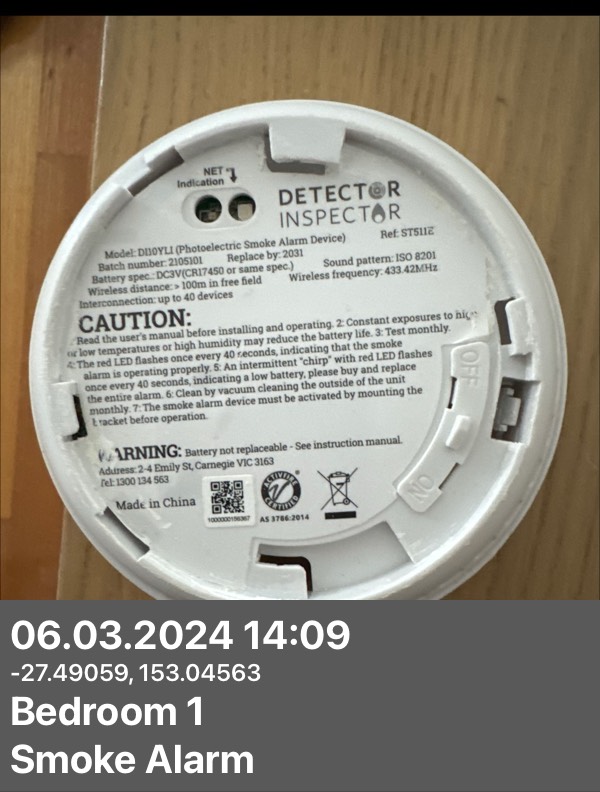 NET
Indication
DETECTOR
INSPECTOR
Model: DI10YLI (Photoelectric Smoke Alarm Device) Ref: ST511E
Batch number: 2105101 Replace by: 2031
Battery spec.: DC3V(CR17450 or same spec.) Sound pattern: ISO 8201
Wireless distance: > 100m in free field Wireless frequency: 433.42MHz
Interconnection: up to 40 devices
CAUTION:
Read the user's manual before installing and operating. 2: Constant exposures to high
or low temperatures or high humidity may reduce the battery life. 3: Test monthly.
4: The red LED flashes once every 40 seconds, indicating that the smoke
alarm is operating properly. 5: An intermittent "chirp" with red LED flashes
once every 40 seconds, indicating a low battery, please buy and replace
the entire alarm. 6: Clean by vacuum cleaning the outside of the unit
monthly. 7: The smoke alarm device must be activated by mounting the
bracket before operation.
WARNING: Battery not replaceable - See instruction manual.
Address: 2-4 Emily St, Carnegie VIC 3163
Tel: 1300 134 563
Made in China
AS 3786:2014
OFF
ON
06.03.2024 14:09
-27.49059, 153.04563
Bedroom 1
Smoke Alarm